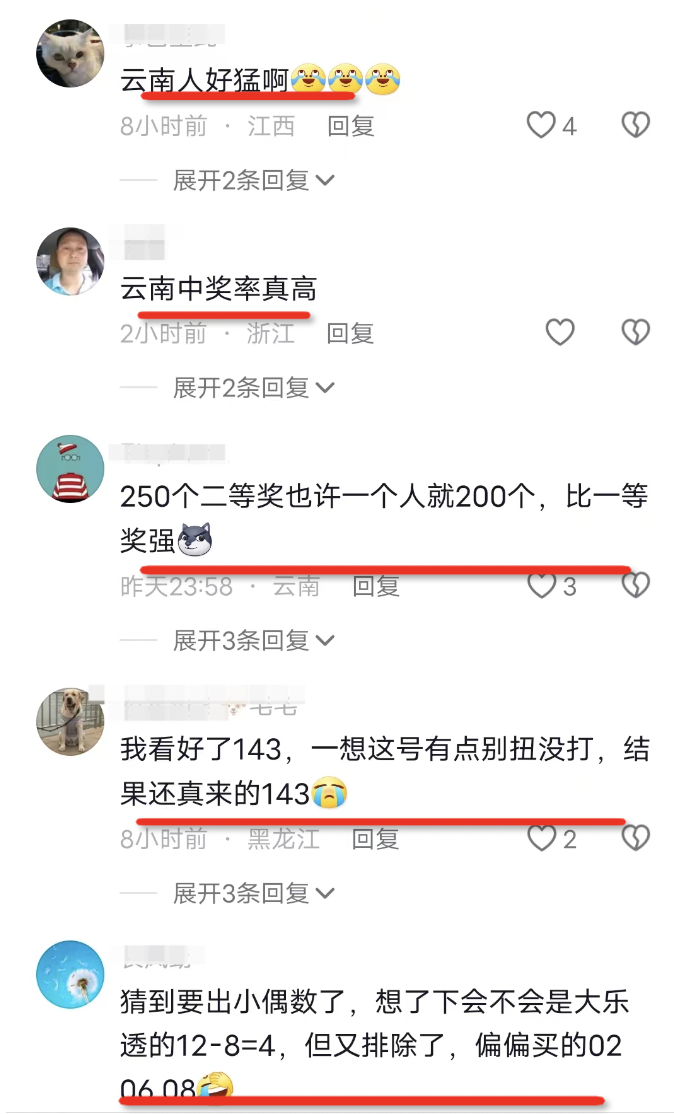 云南人好猛啊
8小时前 · 江西 回复 4
展开2条回复
云南中奖率真高
2小时前 · 浙江 回复
展开2条回复
250个二等奖也许一个人就200个，比一等
奖强
昨天23:58 · 云南 回复 3
展开3条回复
我看好了143，一想这号有点别扭没打，结
果还真来的143
8小时前 · 黑龙江 回复 2
展开3条回复
猜到要出小偶数了，想了下会不会是大乐
透的12-8=4，但又排除了，偏偏买的02
06 08